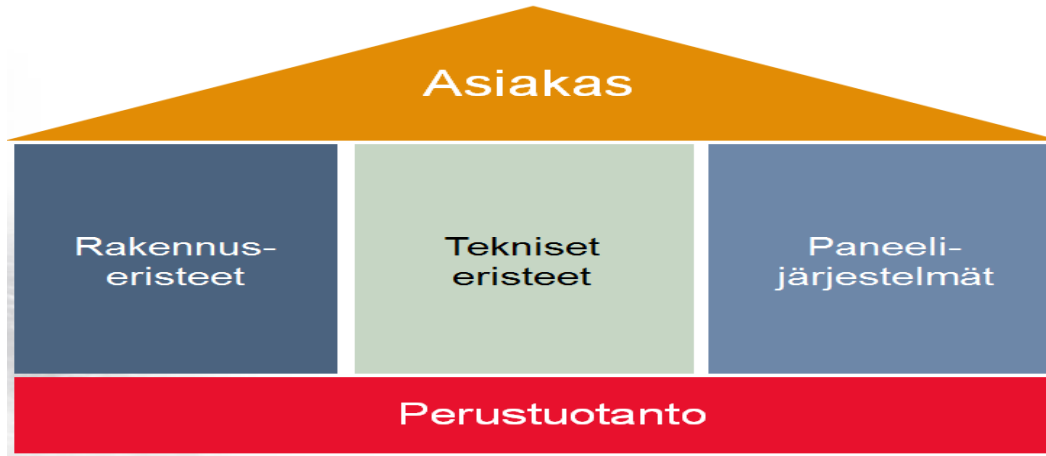 Asiakas
Rakennus-
eristeet
Tekniset
eristeet
Paneeli-
järjestelmät
Perustuotanto